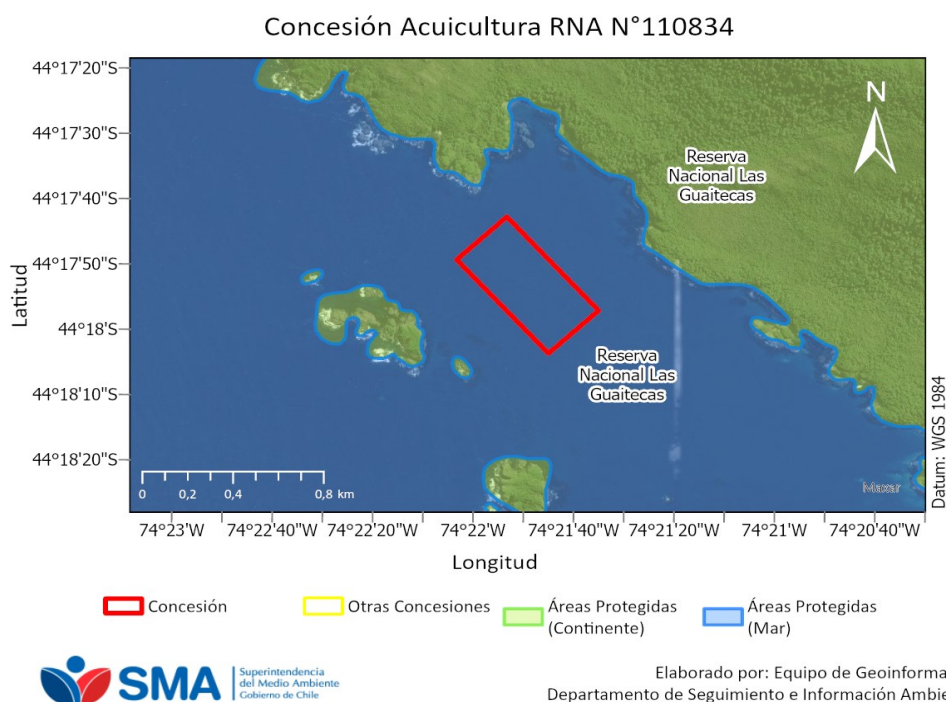 Concesión Acuicultura RNA N°110834
44°17'20"S
44°17'30"S
44°17'40"S
44°17'50"S
44°18'S
44°18'10"S
44°18'20"S
Latitud
N
Reserva
Nacional Las
Guaitecas
Reserva
Nacional Las
Guaitecas
0 0,2 0,4 0,8 km
Maxar
Datum: WGS 1984
74°23'W 74°22'40"W 74°22'20"W 74°22'W 74°21'40"W 74°21'20"W 74°21'W 74°20'40"W
Longitud
Concesión
Otras Concesiones
Áreas Protegidas
(Continente)
Áreas Protegidas
(Mar)
SMA
Superintendencia
del Medio Ambiente
Gobierno de Chile
Elaborado por: Equipo de Geoinforma
Departamento de Seguimiento e Información Ambie